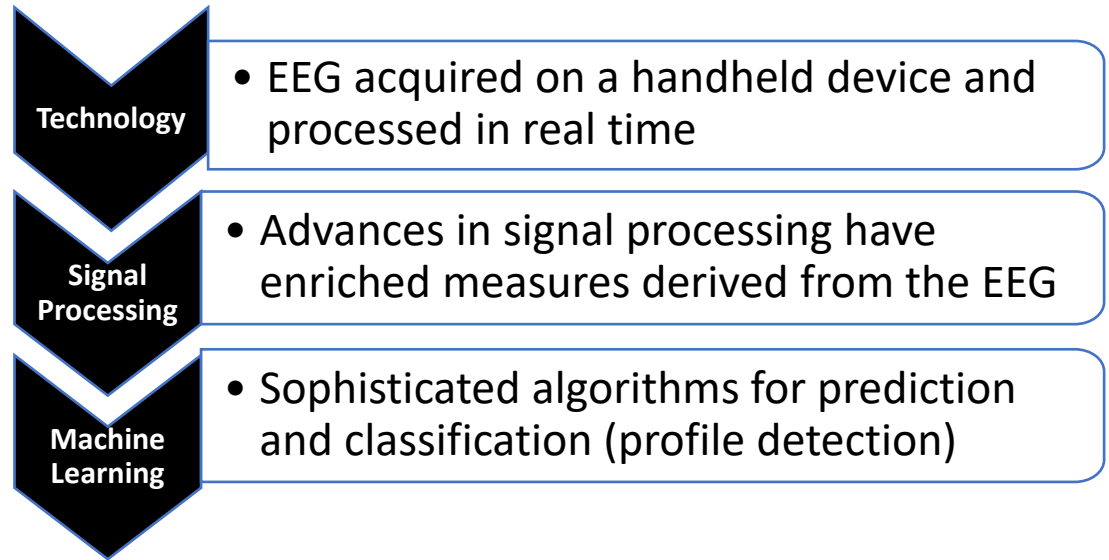 Technology
• EEG acquired on a handheld device and
processed in real time
Signal
Processing
• Advances in signal processing have
enriched measures derived from the EEG
Machine
Learning
• Sophisticated algorithms for prediction
and classification (profile detection)